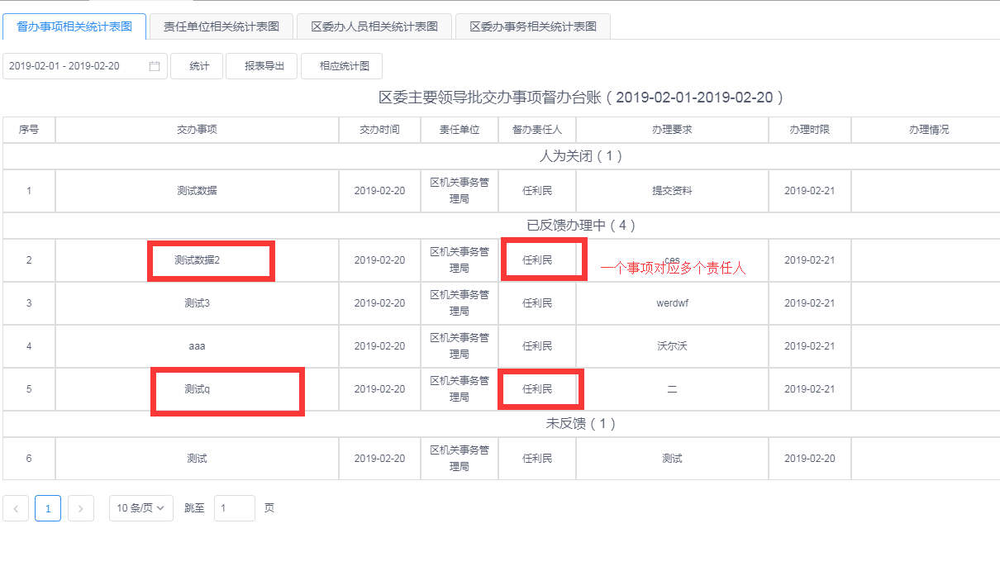 督办事项相关统计表图 责任单位相关统计表图 区委办人员相关统计表图 区委办事务相关统计表图
2019-02-01 - 2019-02-20 统计 报表导出 相应统计图
区委主要领导批交办事项督办台账（2019-02-01-2019-02-20）
序号 交办事项 交办时间 责任单位 督办责任人 办理要求 办理时限 办理情况
人为关闭（1）
1 测试数据 2019-02-20 区机关事务管理局 任利民 提交资料 2019-02-21
已反馈办理中（4）
2 测试数据2 2019-02-20 区机关事务管理局 任利民 ces 2019-02-21
一个事项对应多个责任人
3 测试3 2019-02-20 区机关事务管理局 任利民 werdwf 2019-02-21
4 aaa 2019-02-20 区机关事务管理局 任利民 沃尔沃 2019-02-21
5 测试q 2019-02-20 区机关事务管理局 任利民 二 2019-02-21
未反馈（1）
6 测试 2019-02-20 区机关事务管理局 任利民 测试 2019-02-20
< 1 > 10 条/页 跳至 1 页